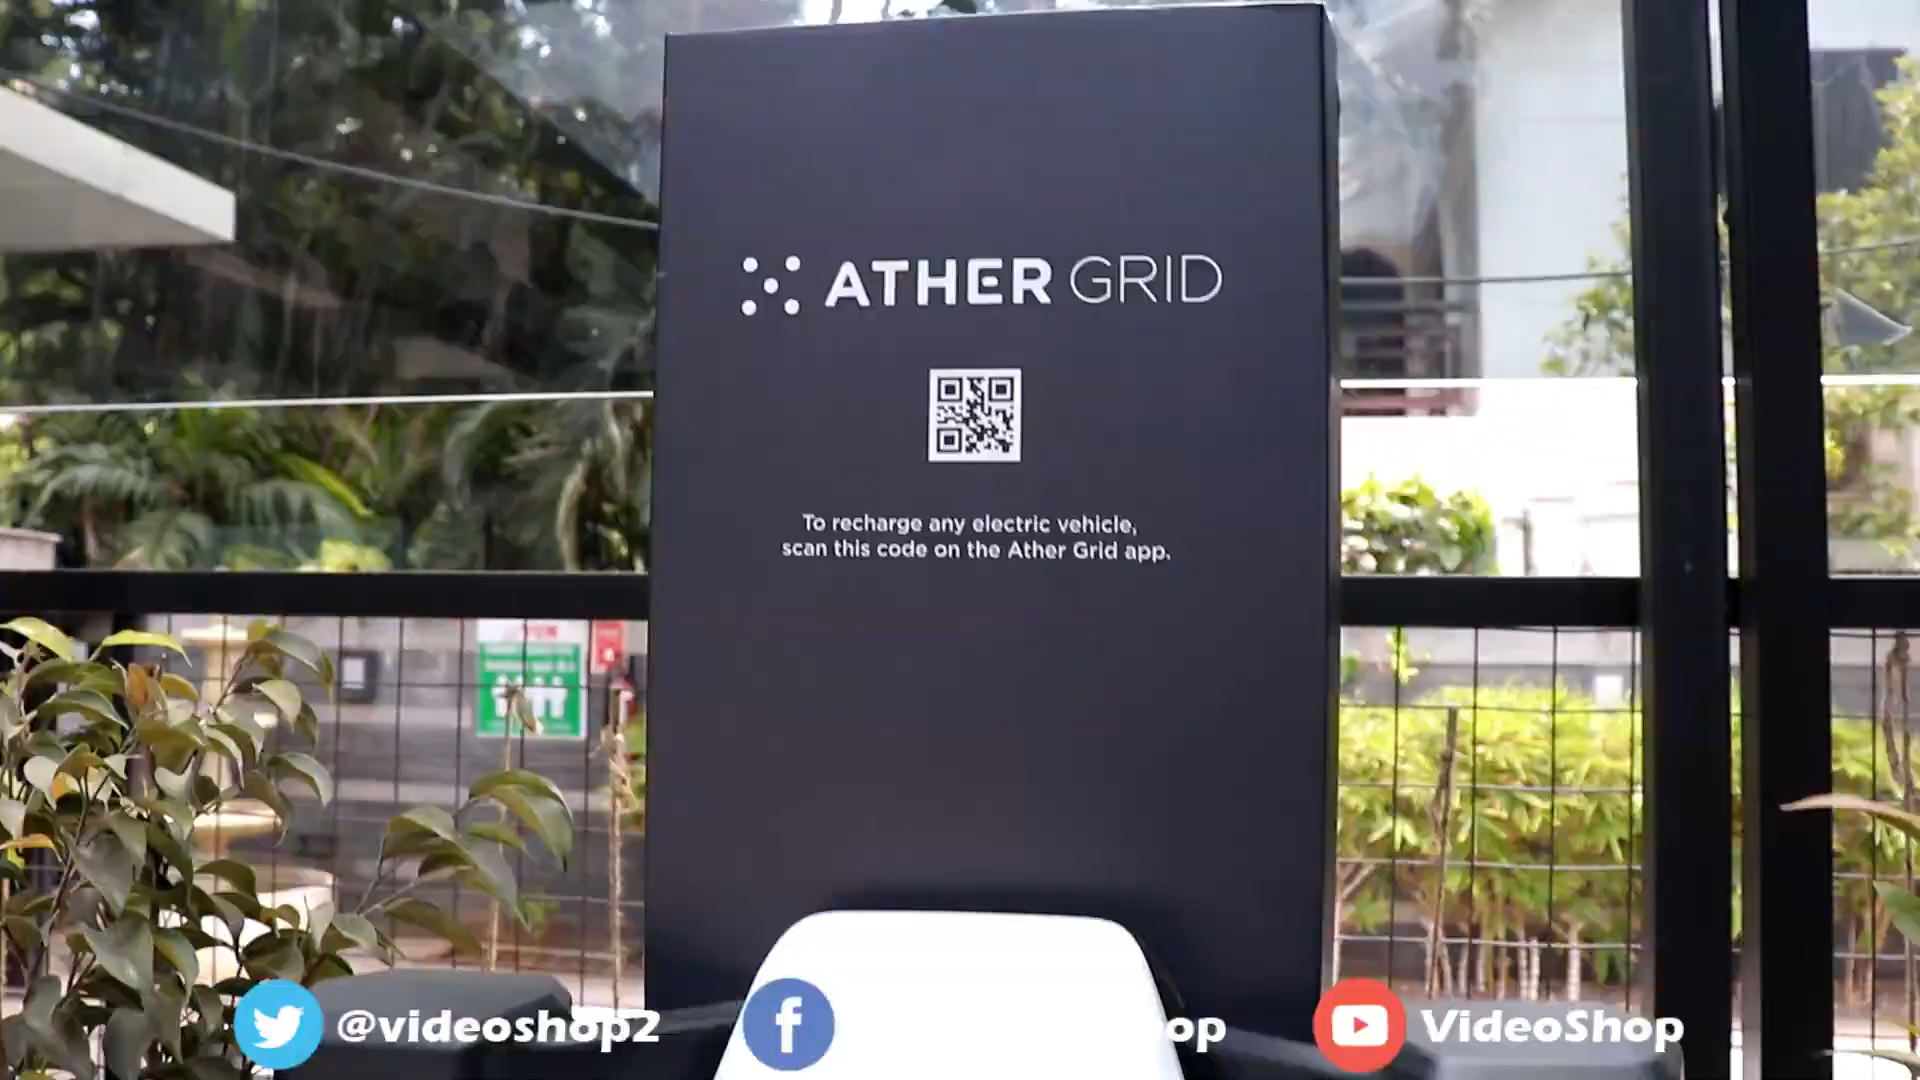 ATHER GRID
To recharge any electric vehicle,
scan this code on the Ather Grid app.
@videoshop2
op
VideoShop